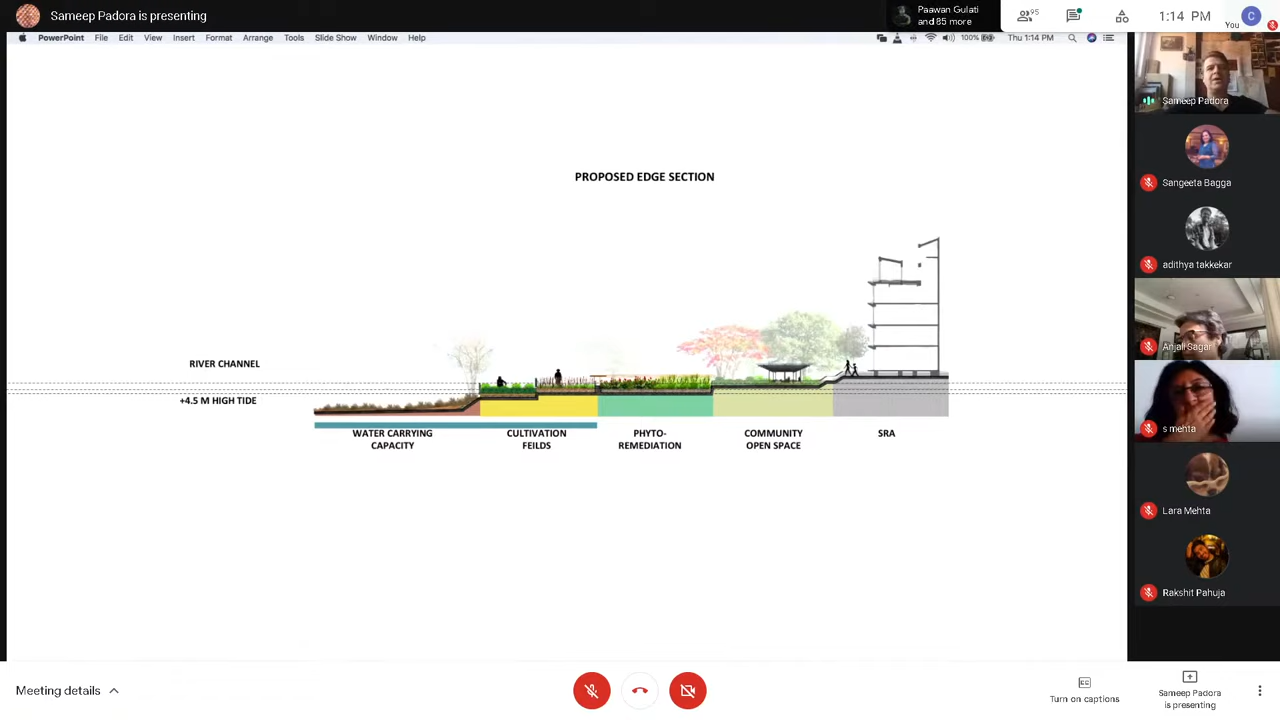 Sameep Padora is presenting
Paawan Gulati
and 85 more
95
1:14 PM
You
C
PowerPoint File Edit View Insert Format Arrange Tools Slide Show Window Help
100% Thu 1:14 PM
PROPOSED EDGE SECTION
RIVER CHANNEL
+4.5 M HIGH TIDE
WATER CARRYING
CAPACITY
CULTIVATION
FEILDS
PHYTO-
REMEDIATION
COMMUNITY
OPEN SPACE
SRA
Sameep Padora
Sangeeta Bagga
adithya takkekar
Anjali Sagar
s mehta
Lara Mehta
Rakshit Pahuja
Meeting details
Turn on captions
Sameep Padora
is presenting